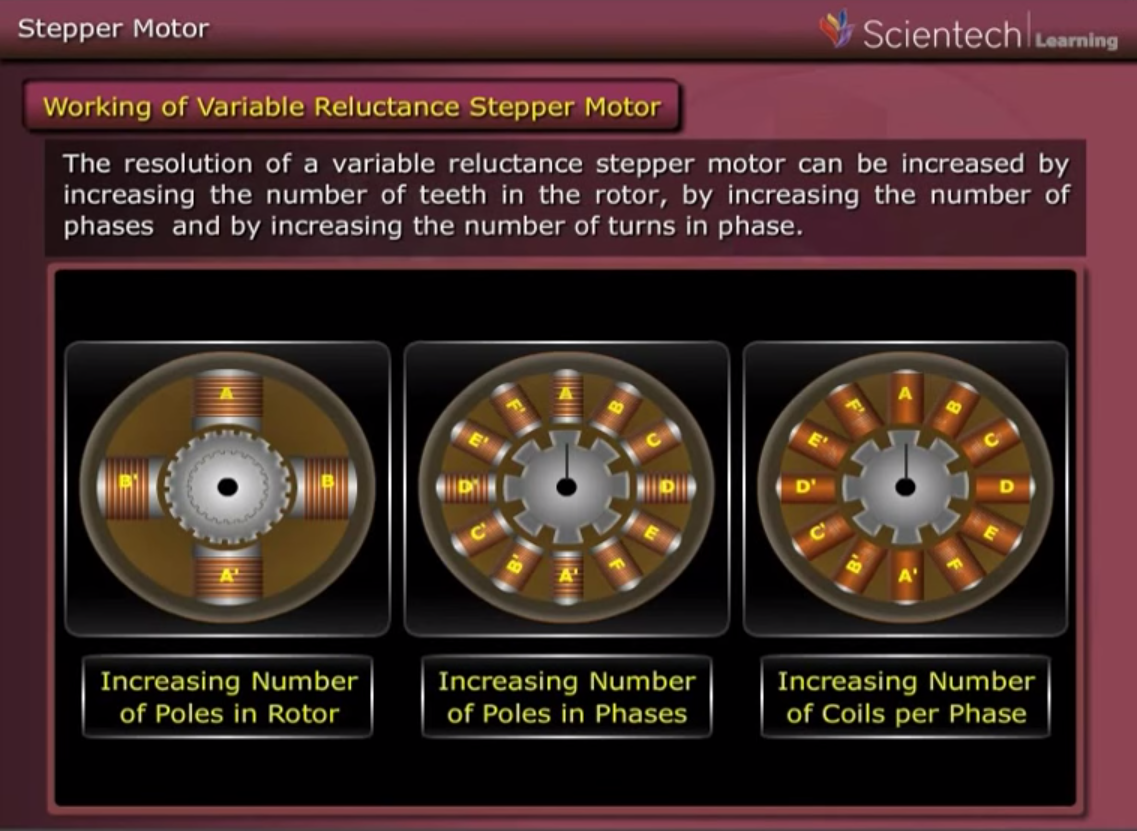 Stepper Motor
Scientech Learning
Working of Variable Reluctance Stepper Motor
The resolution of a variable reluctance stepper motor can be increased by
increasing the number of teeth in the rotor, by increasing the number of
phases and by increasing the number of turns in phase.
A
B'
B
A'
A
F'
B
E'
C
D'
D
C'
E
B'
F
A'
A
F'
B
E'
C
D'
D
C'
E
B'
F
A'
Increasing Number
of Poles in Rotor
Increasing Number
of Poles in Phases
Increasing Number
of Coils per Phase